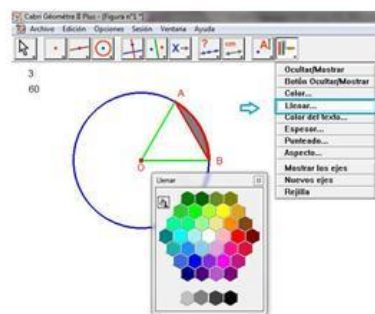 Cabri Géomètre II Plus - [Figura nº1 *]
Archivo Edición Opciones Sesión Ventana Ayuda
3
60
A
B
O
Ocultar/Mostrar
Botón Ocultar/Mostrar
Color...
Llenar...
Color del texto...
Espesor...
Punteado...
Aspecto...
Mostrar los ejes
Nuevos ejes
Rejilla
Llenar